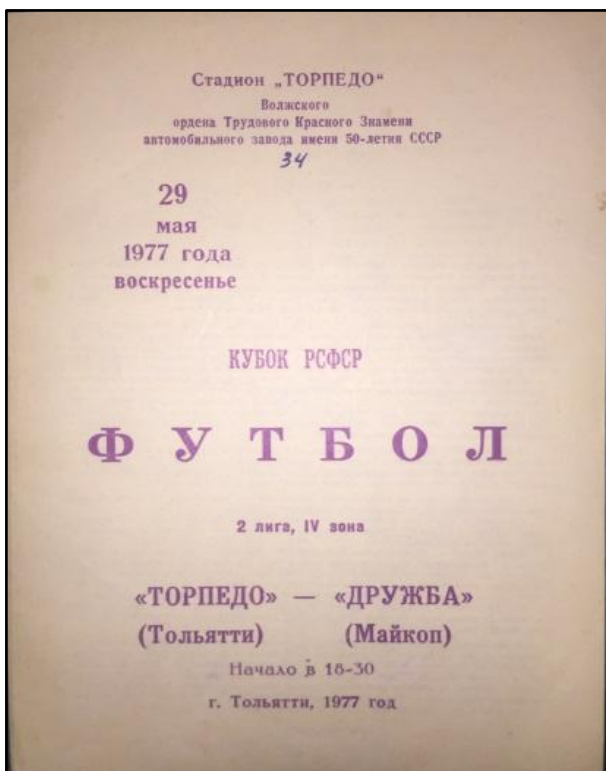 Стадион „ТОРПЕДО“
Волжского
ордена Трудового Красного Знамени
автомобильного завода имени 50-летия СССР
34
29
мая
1977 года
воскресенье
КУБОК РСФСР
ФУТБОЛ
2 лига, IV зона
«ТОРПЕДО» — «ДРУЖБА»
(Тольятти) (Майкоп)
Начало в 18-30
г. Тольятти, 1977 год